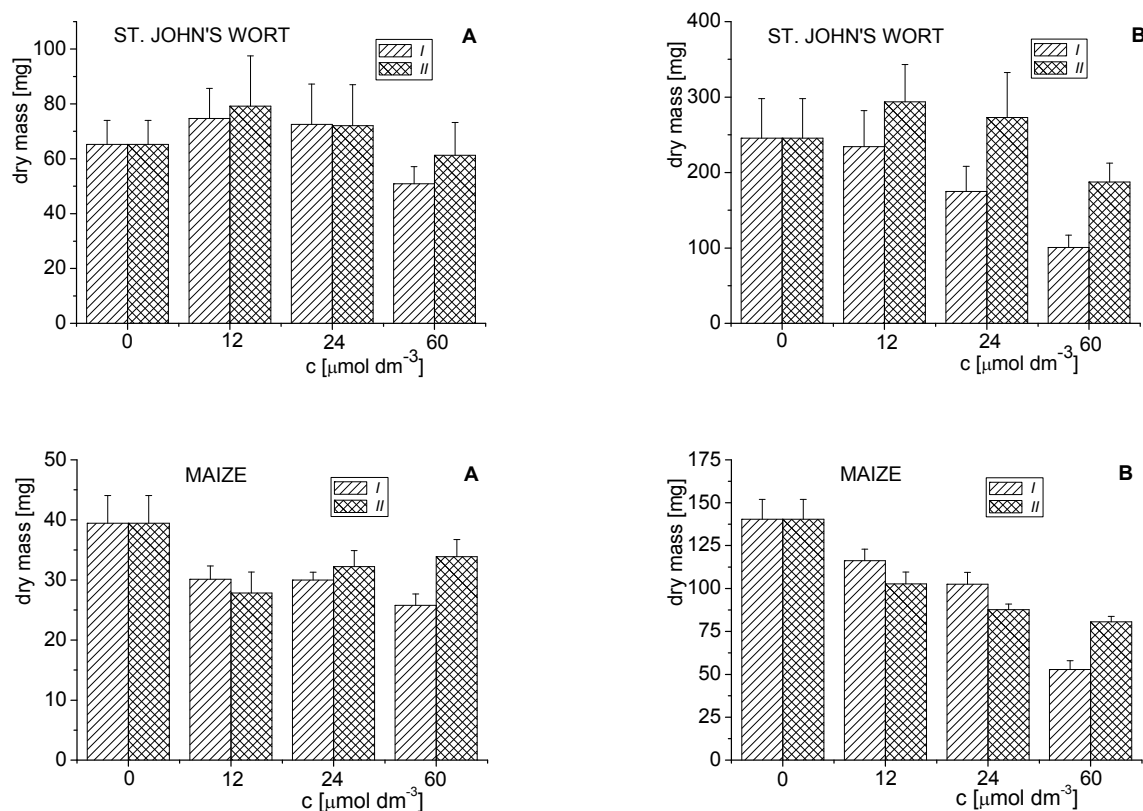 ST. JOHN'S WORT
A
I
II
dry mass [mg]
100
80
60
40
20
0
0 12 24 60
c [μmol dm-3]
ST. JOHN'S WORT
B
I
II
dry mass [mg]
400
300
200
100
0
0 12 24 60
c [μmol dm-3]
MAIZE
A
I
II
dry mass [mg]
50
40
30
20
10
0
0 12 24 60
c [μmol dm-3]
MAIZE
B
I
II
dry mass [mg]
175
150
125
100
75
50
25
0
0 12 24 60
c [μmol dm-3]